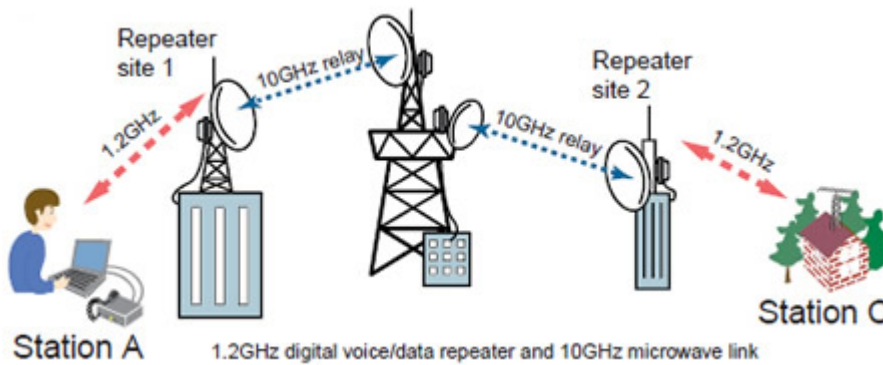 Repeater
site 1
10GHz relay
Repeater
site 2
10GHz relay
1.2GHz
1.2GHz
Station A
1.2GHz digital voice/data repeater and 10GHz microwave link
Station C